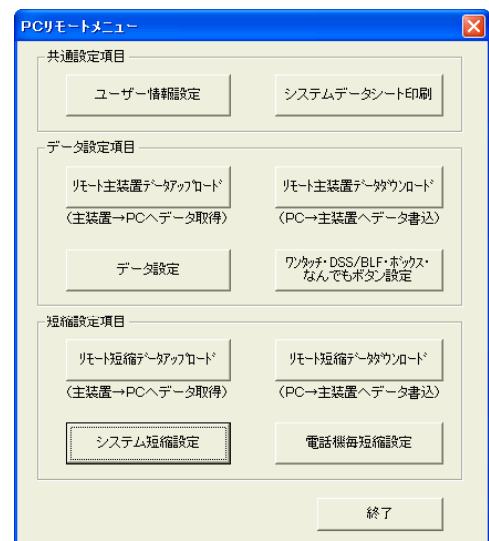 PCリモートメニュー
共通設定項目
ユーザー情報設定
システムデータシート印刷
データ設定項目
ﾘﾓｰﾄ主装置ﾃﾞｰﾀｱｯﾌﾟﾛｰﾄﾞ
ﾘﾓｰﾄ主装置ﾃﾞｰﾀﾀﾞｳﾝﾛｰﾄﾞ
(主装置→PCへデータ取得)
(PC→主装置へデータ書込)
データ設定
ﾜﾝﾀｯﾁ・DSS/BLF・ﾎﾞｯｸｽ・
なんでもボタン設定
短縮設定項目
ﾘﾓｰﾄ短縮ﾃﾞｰﾀｱｯﾌﾟﾛｰﾄﾞ
ﾘﾓｰﾄ短縮ﾃﾞｰﾀﾀﾞｳﾝﾛｰﾄﾞ
(主装置→PCへデータ取得)
(PC→主装置へデータ書込)
システム短縮設定
電話機毎短縮設定
終了